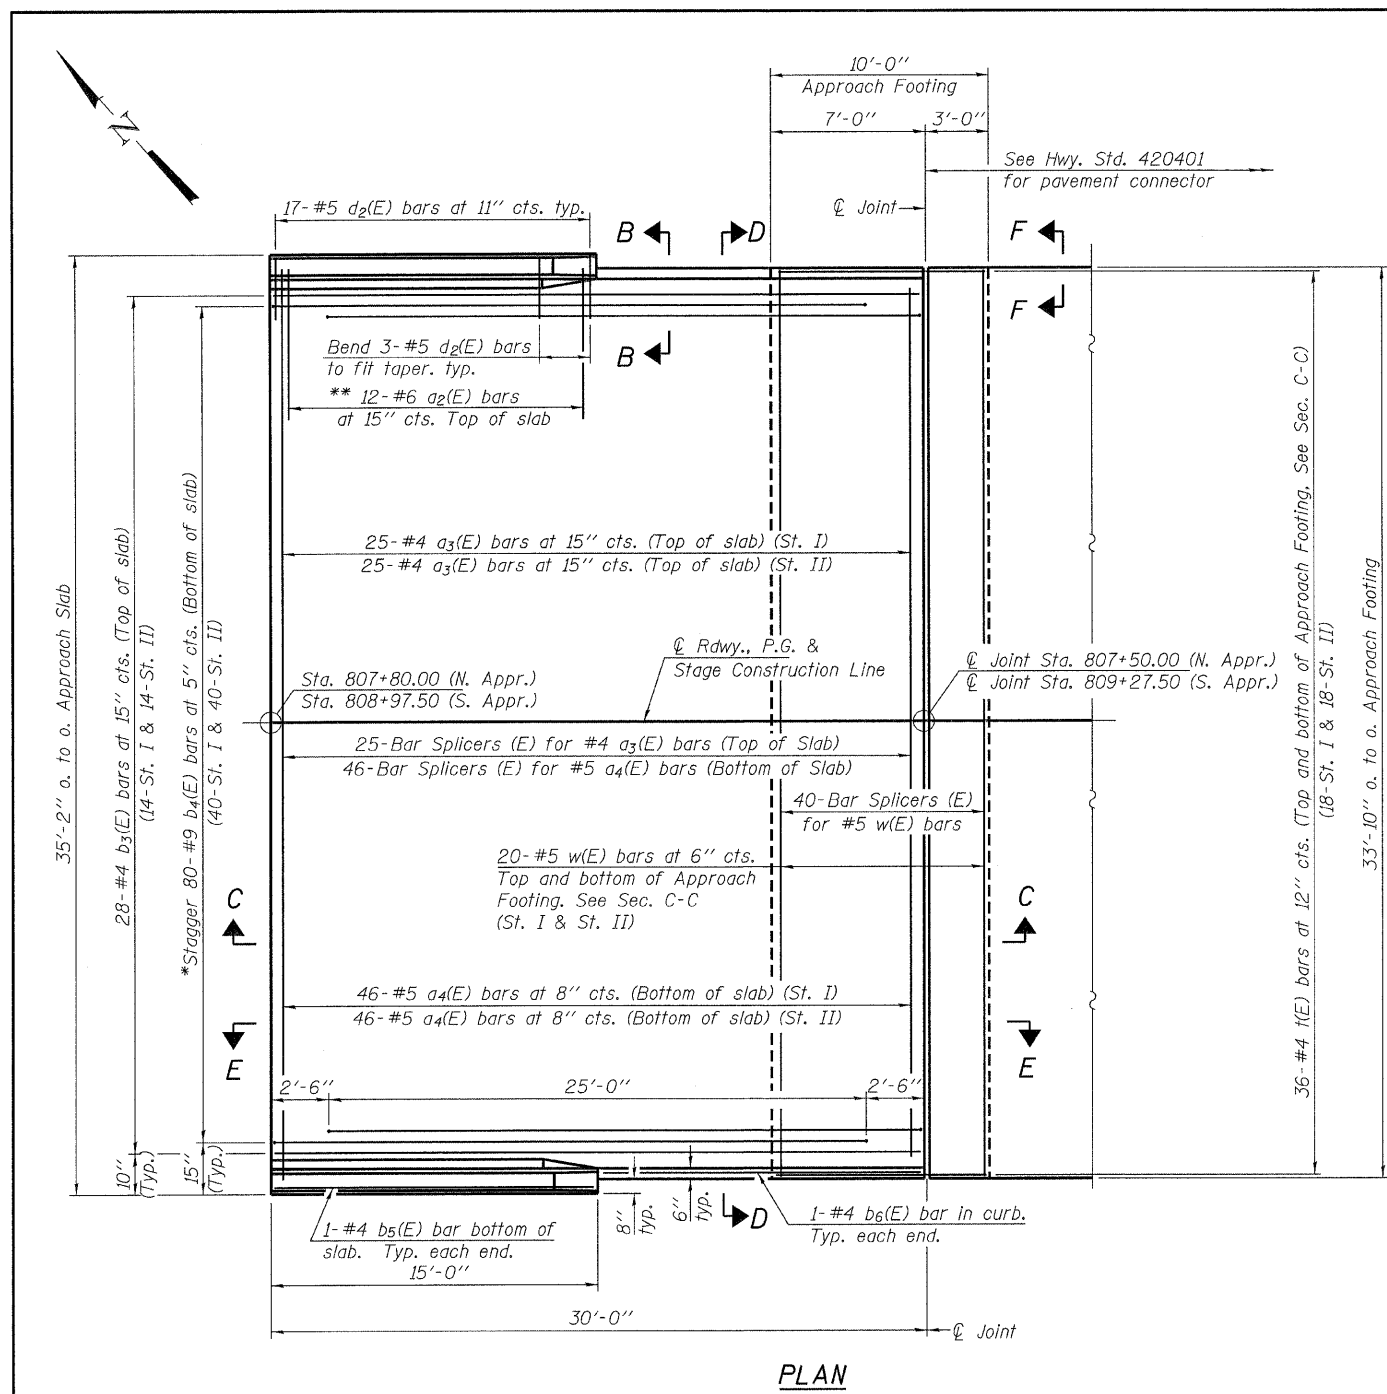 10'-0"
Approach Footing
7'-0"
3'-0"
See Hwy. Std. 420401
for pavement connector
N
17-#5 d2(E) bars at 11" cts. typ.
℄ Joint
B
D
F
F
B
Bend 3-#5 d2(E) bars
to fit taper. typ.
** 12-#6 a2(E) bars
at 15" cts. Top of slab
35'-2" o. to o. Approach Slab
28-#4 b3(E) bars at 15" cts. (Top of slab)
(14-St. I & 14-St. II)
*Stagger 80-#9 b4(E) bars at 5" cts. (Bottom of slab)
(40-St. I & 40-St. II)
25-#4 a3(E) bars at 15" cts. (Top of slab) (St. I)
25-#4 a3(E) bars at 15" cts. (Top of slab) (St. II)
℄ Rdwy., P.G. &
Stage Construction Line
Sta. 807+80.00 (N. Appr.)
Sta. 808+97.50 (S. Appr.)
℄ Joint Sta. 807+50.00 (N. Appr.)
℄ Joint Sta. 809+27.50 (S. Appr.)
36-#4 t(E) bars at 12" cts. (Top and bottom of Approach Footing, See Sec. C-C)
(18-St. I & 18-St. II)
33'-10" o. to o. Approach Footing
25-Bar Splicers (E) for #4 a3(E) bars (Top of Slab)
46-Bar Splicers (E) for #5 a4(E) bars (Bottom of Slab)
40-Bar Splicers (E)
for #5 w(E) bars
20-#5 w(E) bars at 6" cts.
Top and bottom of Approach
Footing. See Sec. C-C
(St. I & St. II)
C
C
46-#5 a4(E) bars at 8" cts. (Bottom of slab) (St. I)
46-#5 a4(E) bars at 8" cts. (Bottom of slab) (St. II)
E
E
2'-6"
25'-0"
2'-6"
10"
(Typ.)
15"
(Typ.)
8"
typ.
6"
typ.
D
1-#4 b5(E) bar bottom of
slab. Typ. each end.
1-#4 b6(E) bar in curb.
Typ. each end.
15'-0"
30'-0"
℄ Joint
PLAN